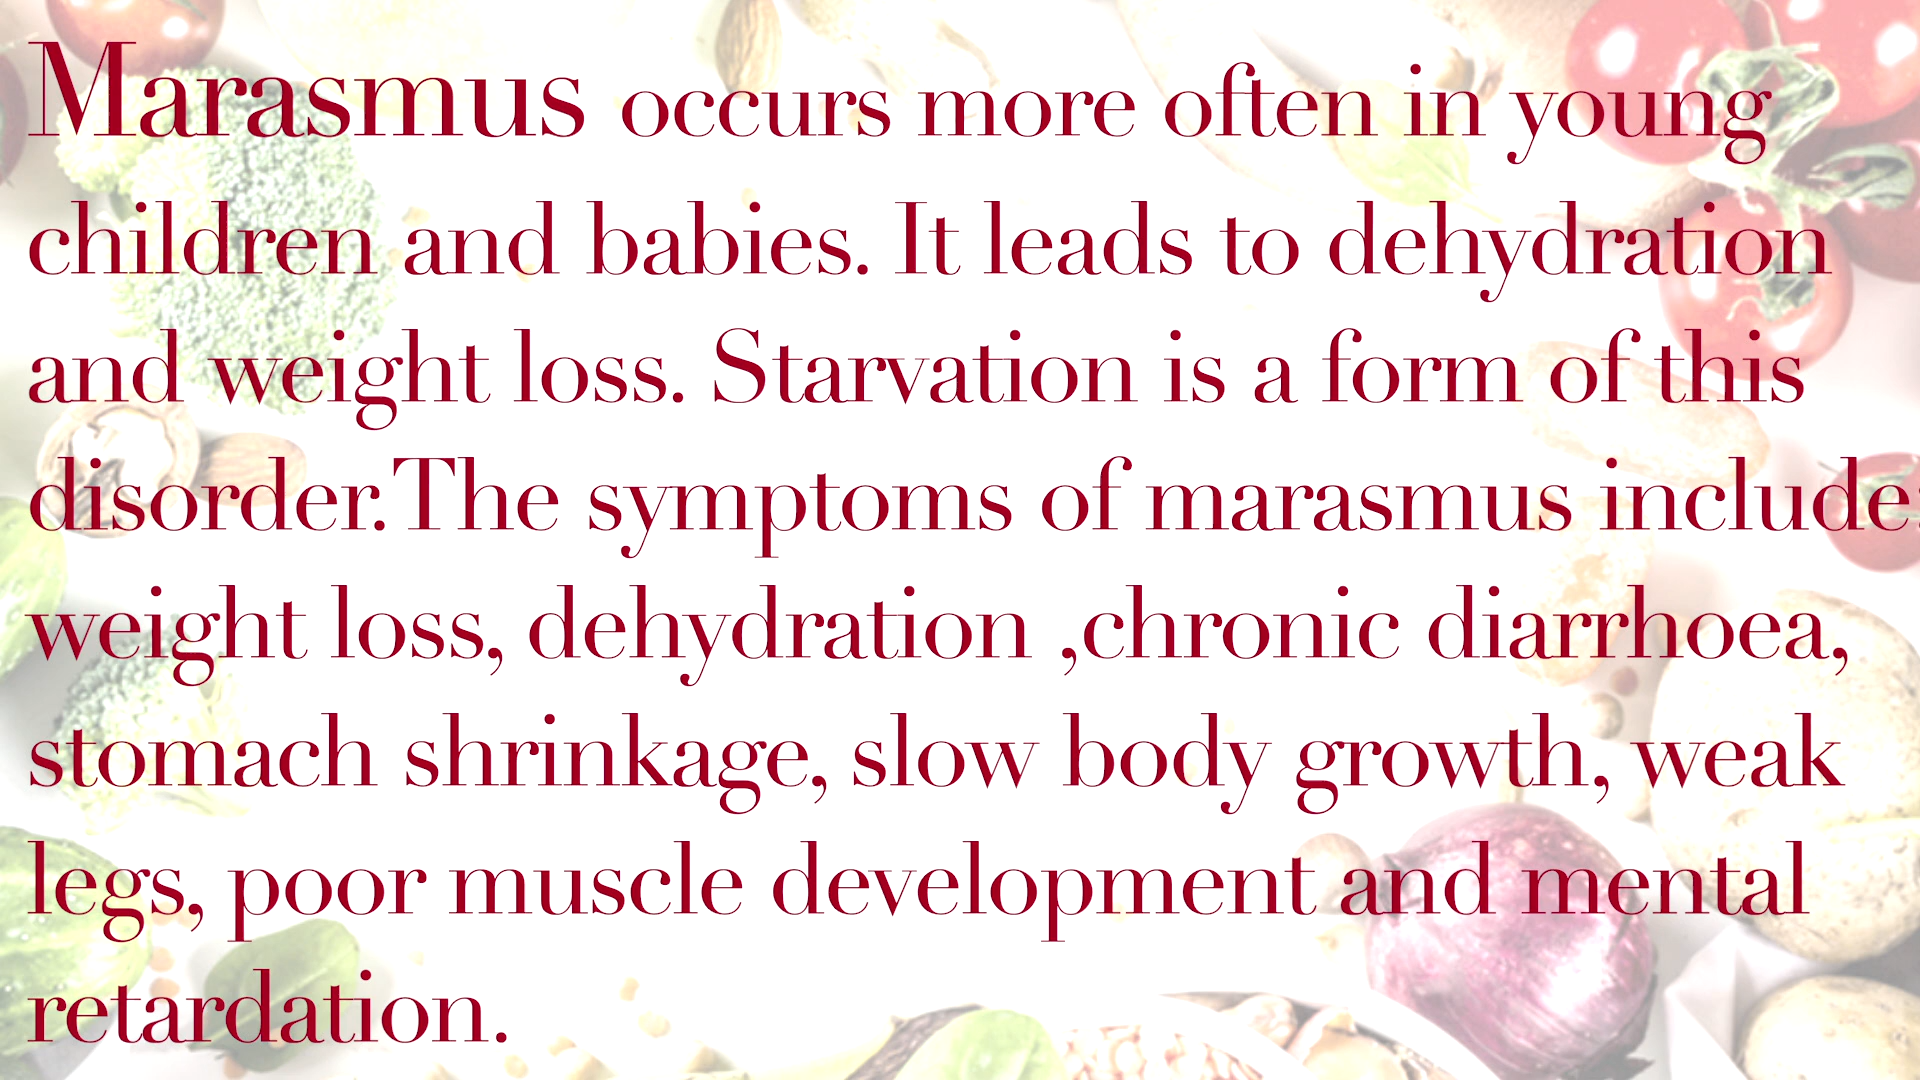 Marasmus occurs more often in young
children and babies. It leads to dehydration
and weight loss. Starvation is a form of this
disorder.The symptoms of marasmus include:
weight loss, dehydration ,chronic diarrhoea,
stomach shrinkage, slow body growth, weak
legs, poor muscle development and mental
retardation.